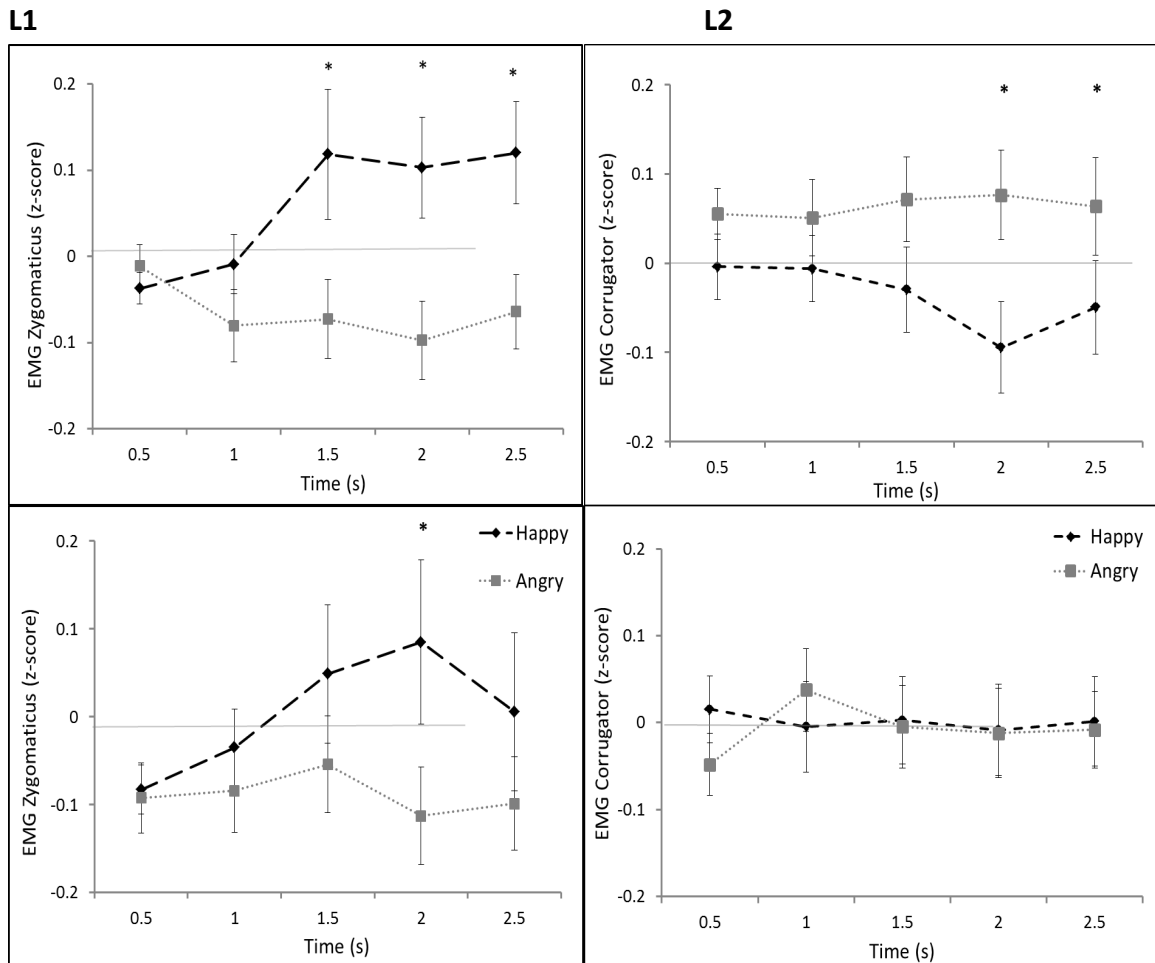 L1
L2
* * *
0.2
0.1
0
-0.1
-0.2
EMG Zygomaticus (z-score)
0.5 1 1.5 2 2.5
Time (s)
* *
0.2
0.1
0
-0.1
-0.2
EMG Corrugator (z-score)
0.5 1 1.5 2 2.5
Time (s)
*
Happy
Angry
0.2
0.1
0
-0.1
-0.2
EMG Zygomaticus (z-score)
0.5 1 1.5 2 2.5
Time (s)
Happy
Angry
0.2
0.1
0
-0.1
-0.2
EMG Corrugator (z-score)
0.5 1 1.5 2 2.5
Time (s)